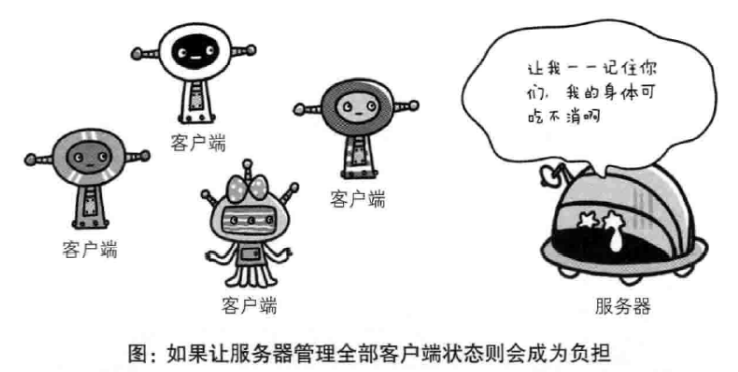 让我一一记住你
们，我的身体可
吃不消啊
客户端
客户端
客户端
客户端
服务器
图：如果让服务器管理全部客户端状态则会成为负担